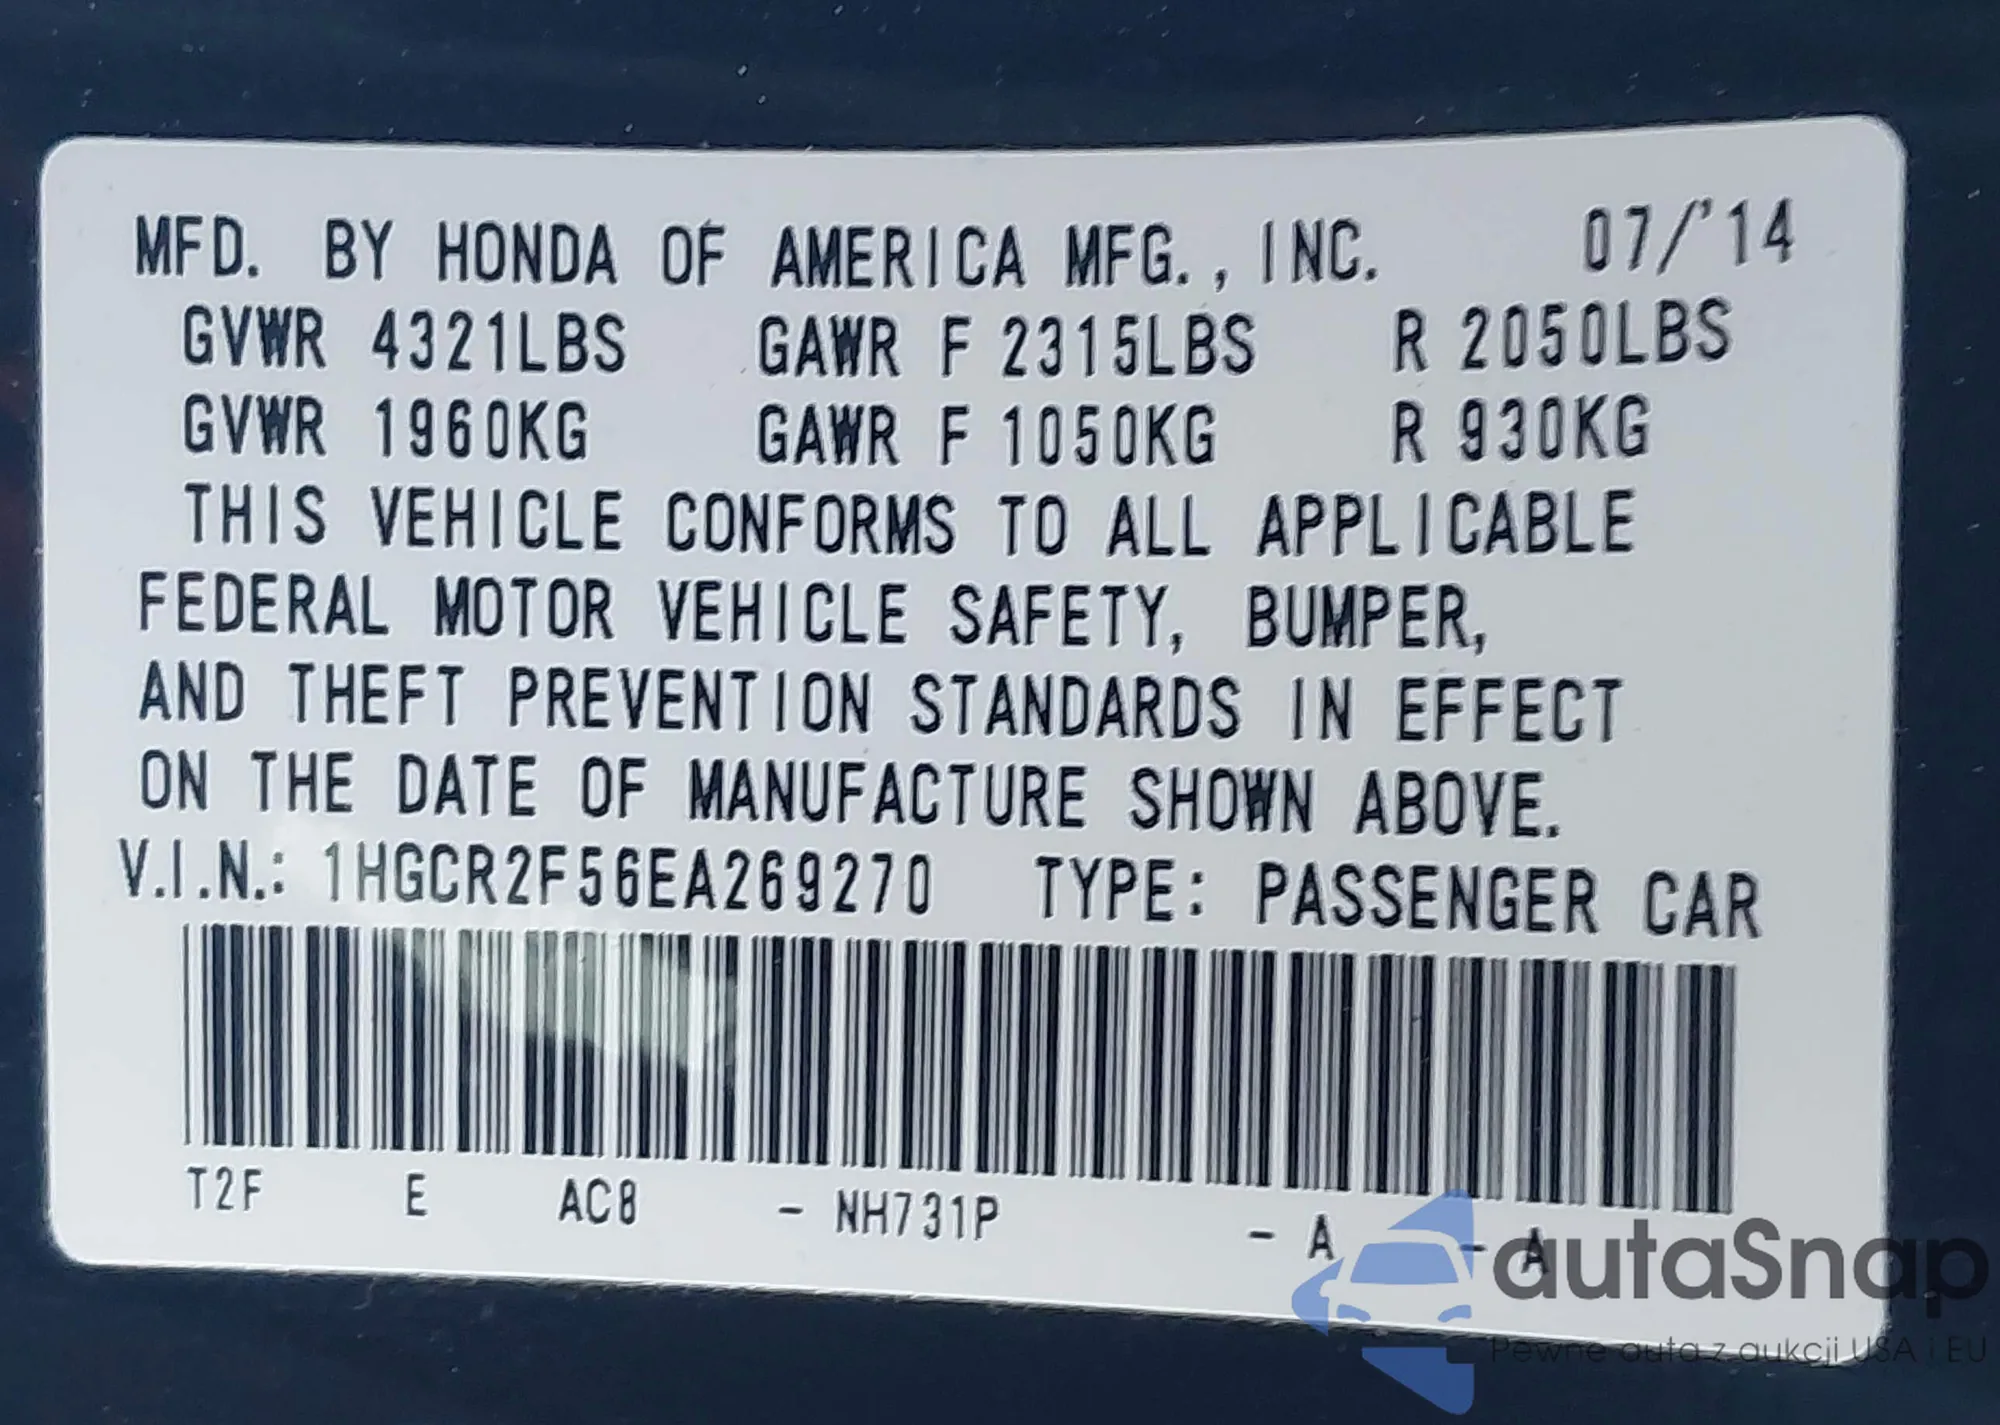 MFD. BY HONDA OF AMERICA MFG., INC. 07/'14
GVWR 4321LBS GAWR F 2315LBS R 2050LBS
GVWR 1960KG GAWR F 1050KG R 930KG
THIS VEHICLE CONFORMS TO ALL APPLICABLE
FEDERAL MOTOR VEHICLE SAFETY, BUMPER,
AND THEFT PREVENTION STANDARDS IN EFFECT
ON THE DATE OF MANUFACTURE SHOWN ABOVE.
V.I.N.: 1HGCR2F56EA269270 TYPE: PASSENGER CAR
T2F E AC8 - NH731P - A - A
autaSnap
Pewne auta z aukcji USA i EU